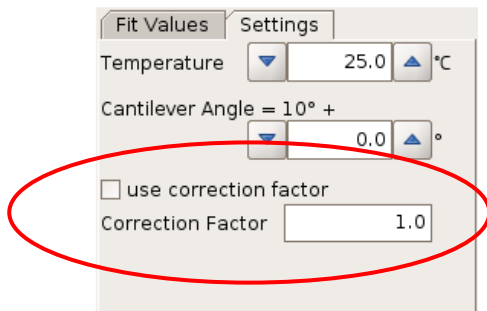 Fit Values Settings
Temperature 25.0 °C
Cantilever Angle = 10° +
0.0 °
use correction factor
Correction Factor 1.0